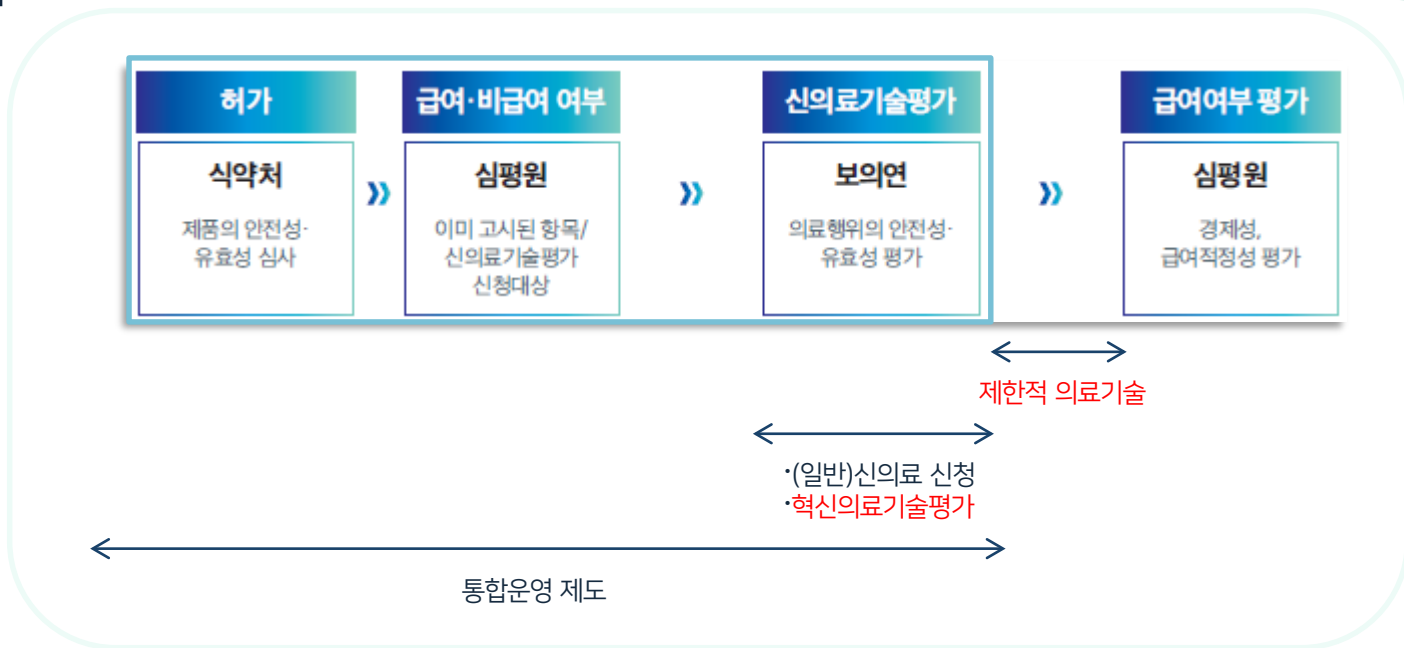 허가
식약처
제품의 안전성·
유효성 심사
급여·비급여 여부
심평원
이미 고시된 항목/
신의료기술평가
신청대상
신의료기술평가
보의연
의료행위의 안전성·
유효성 평가
급여여부 평가
심평원
경제성,
급여적정성 평가
제한적 의료기술
·(일반)신의료 신청
·혁신의료기술평가
통합운영 제도